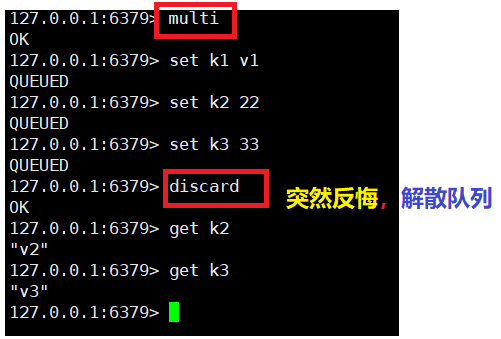 127.0.0.1:6379> multi
OK
127.0.0.1:6379> set k1 v1
QUEUED
127.0.0.1:6379> set k2 22
QUEUED
127.0.0.1:6379> set k3 33
QUEUED
127.0.0.1:6379> discard
OK
突然反悔，解散队列
127.0.0.1:6379> get k2
"v2"
127.0.0.1:6379> get k3
"v3"
127.0.0.1:6379>